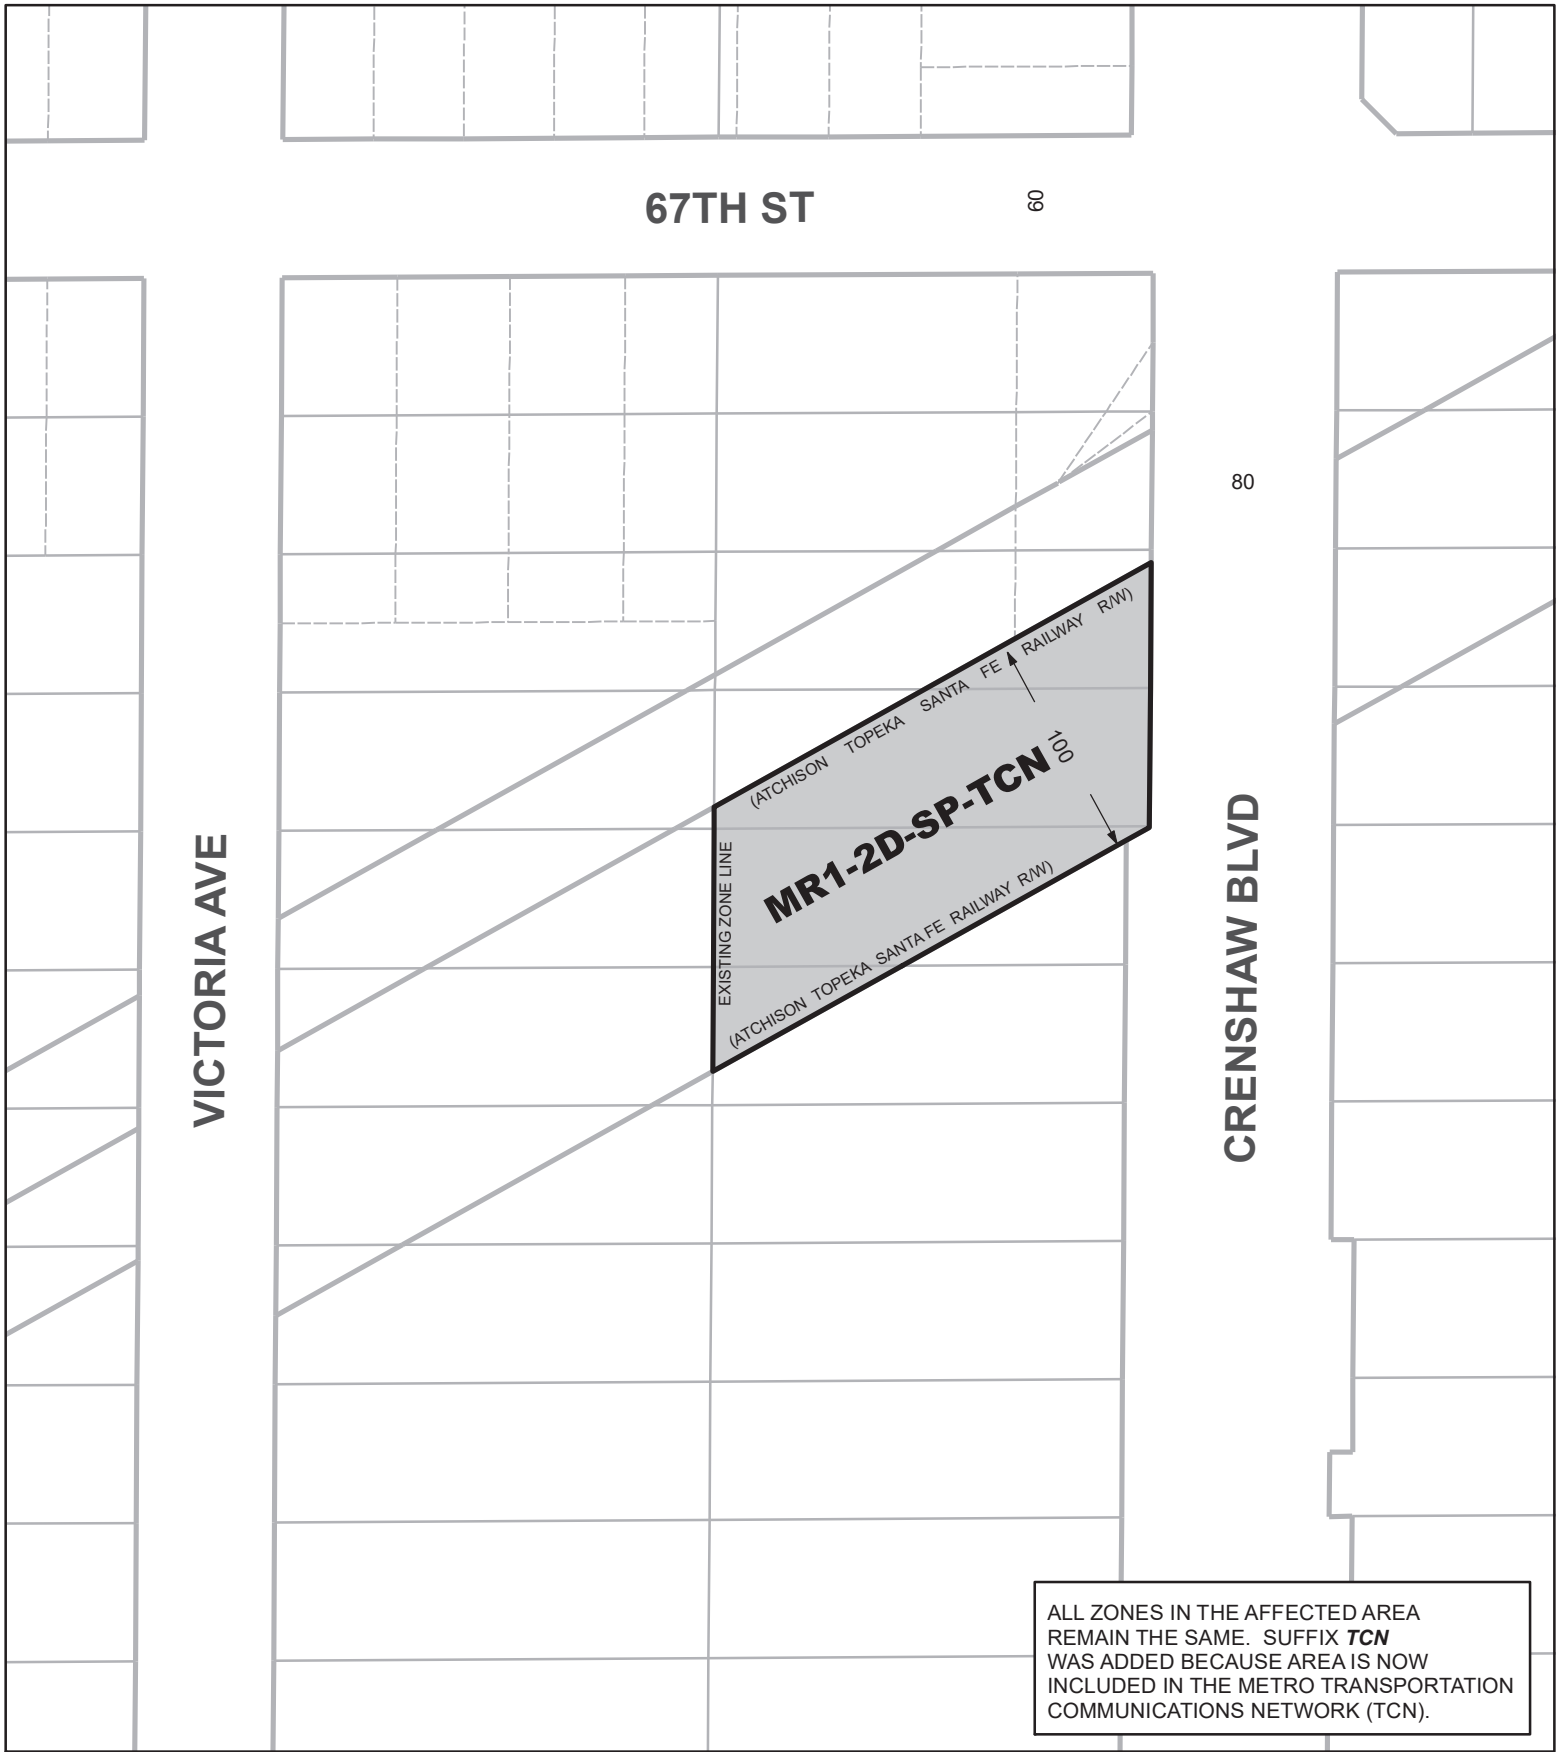 67TH ST
60
80
(ATCHISON TOPEKA SANTA FE RAILWAY R/W)
100
MR1-2D-SP-TCN
EXISTING ZONE LINE
(ATCHISON TOPEKA SANTA FE RAILWAY R/W)
VICTORIA AVE
CRENSHAW BLVD
ALL ZONES IN THE AFFECTED AREA
REMAIN THE SAME. SUFFIX TCN
WAS ADDED BECAUSE AREA IS NOW
INCLUDED IN THE METRO TRANSPORTATION
COMMUNICATIONS NETWORK (TCN).